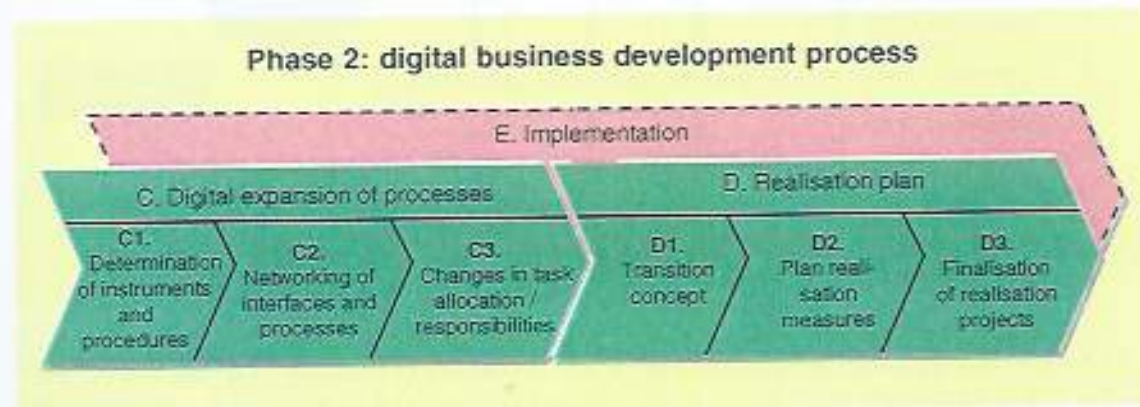 Phase 2: digital business development process
E. Implementation
C. Digital expansion of processes
D. Realisation plan
C1.
Determination
of instruments
and
procedures
C2.
Networking of
interfaces and
processes
C3.
Changes in task
allocation /
responsibilities
D1.
Transition
concept
D2.
Plan reali-
sation
measures
D3.
Finalisation
of realisation
projects